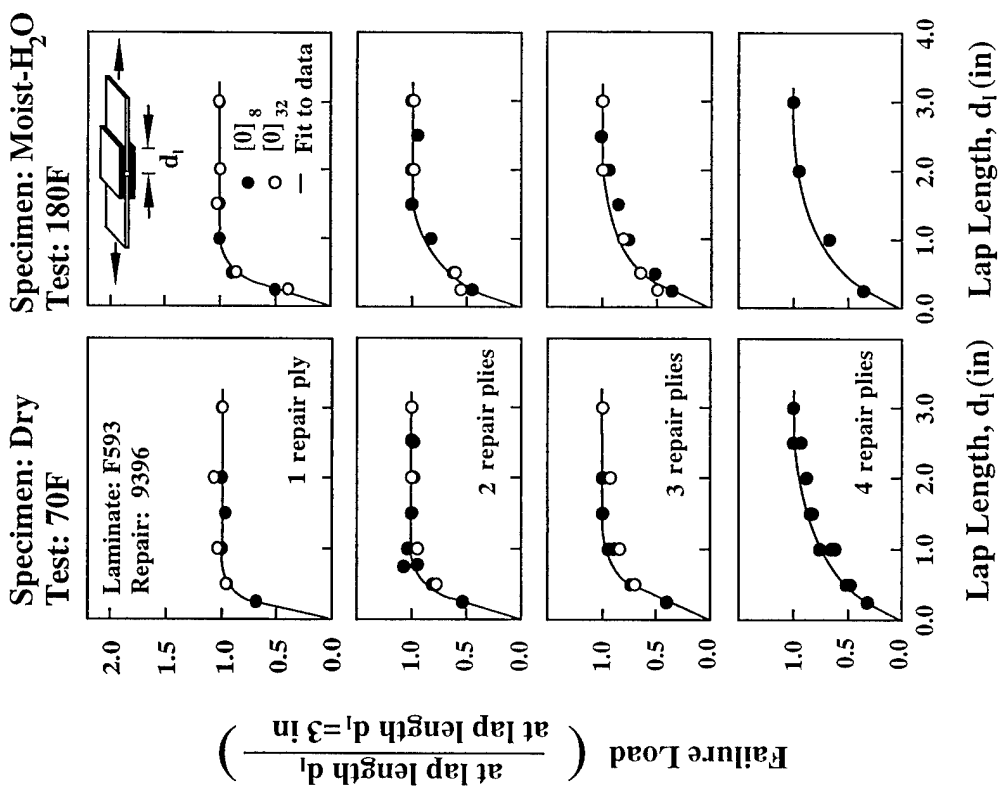 Specimen: Dry
Test: 70F
Specimen: Moist-H2O
Test: 180F
Laminate: F593
Repair: 9396
d1
[0]8
[0]32
Fit to data
2.0
1.5
1.0
0.5
0.0
1 repair ply
1.0
0.5
0.0
2 repair plies
1.0
0.5
0.0
3 repair plies
1.0
0.5
0.0
4 repair plies
0.0
1.0
2.0
3.0
0.0
1.0
2.0
3.0
4.0
Lap Length, d1 (in)
Lap Length, d1 (in)
Failure Load ( at lap length d1
at lap length d1=3 in )